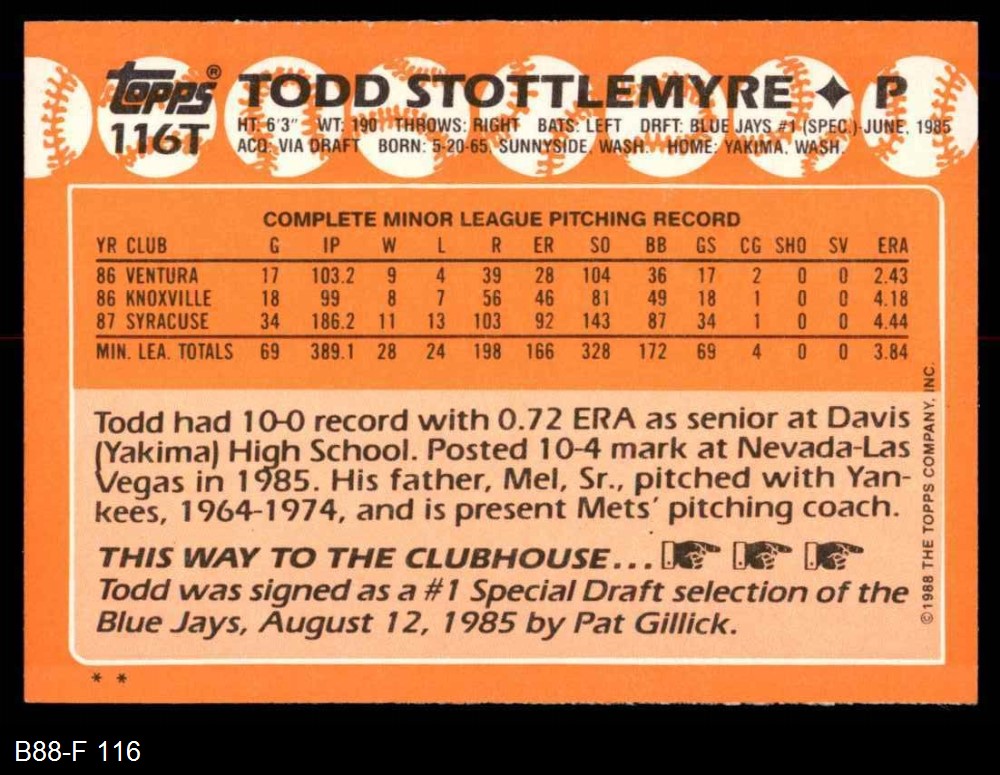 topps® TODD STOTTLEMYRE ♦ P
116T HT: 6'3" WT: 190 THROWS: RIGHT BATS: LEFT DRFT: BLUE JAYS #1 (SPEC.)-JUNE, 1985
ACQ: VIA DRAFT BORN: 5-20-65, SUNNYSIDE, WASH. HOME: YAKIMA, WASH.
COMPLETE MINOR LEAGUE PITCHING RECORD
YR CLUB G IP W L R ER SO BB GS CG SHO SV ERA
86 VENTURA 17 103.2 9 4 39 28 104 36 17 2 0 0 2.43
86 KNOXVILLE 18 99 8 7 56 46 81 49 18 1 0 0 4.18
87 SYRACUSE 34 186.2 11 13 103 92 143 87 34 1 0 0 4.44
MIN. LEA. TOTALS 69 389.1 28 24 198 166 328 172 69 4 0 0 3.84
Todd had 10-0 record with 0.72 ERA as senior at Davis
(Yakima) High School. Posted 10-4 mark at Nevada-Las
Vegas in 1985. His father, Mel, Sr., pitched with Yan-
kees, 1964-1974, and is present Mets' pitching coach.
THIS WAY TO THE CLUBHOUSE...
Todd was signed as a #1 Special Draft selection of the
Blue Jays, August 12, 1985 by Pat Gillick.
©1988 THE TOPPS COMPANY, INC.
* *
B88-F 116